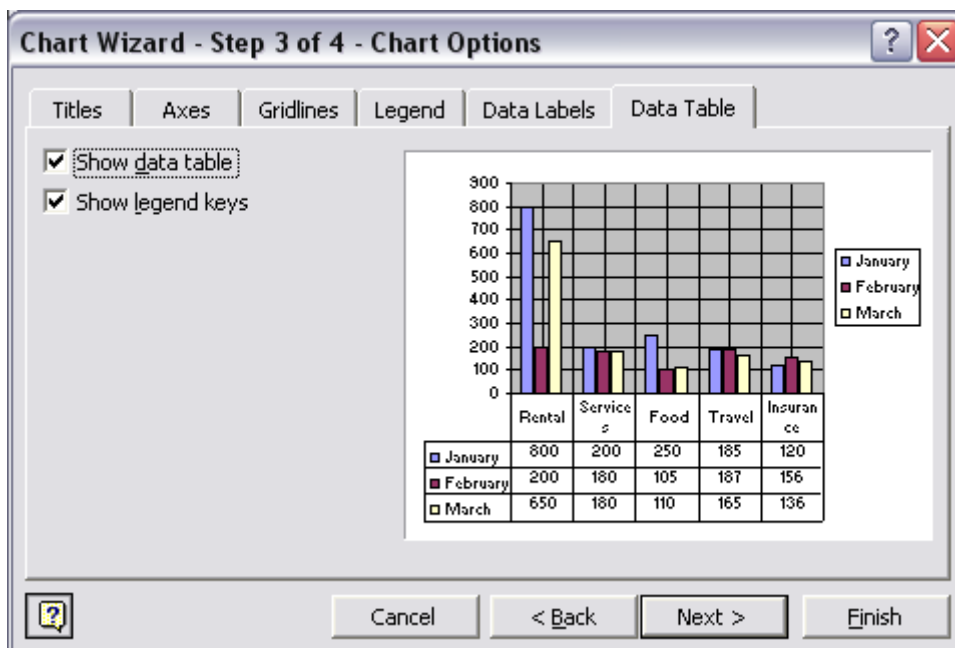 Chart Wizard - Step 3 of 4 - Chart Options
?
Titles Axes Gridlines Legend Data Labels Data Table
Show data table
Show legend keys
900
800
700
600
500
400
300
200
100
0
January
February
March
Rental Service
s Food Travel Insuran
ce
January 800 200 250 185 120
February 200 180 105 187 156
March 650 180 110 165 136
? Cancel < Back Next > Finish